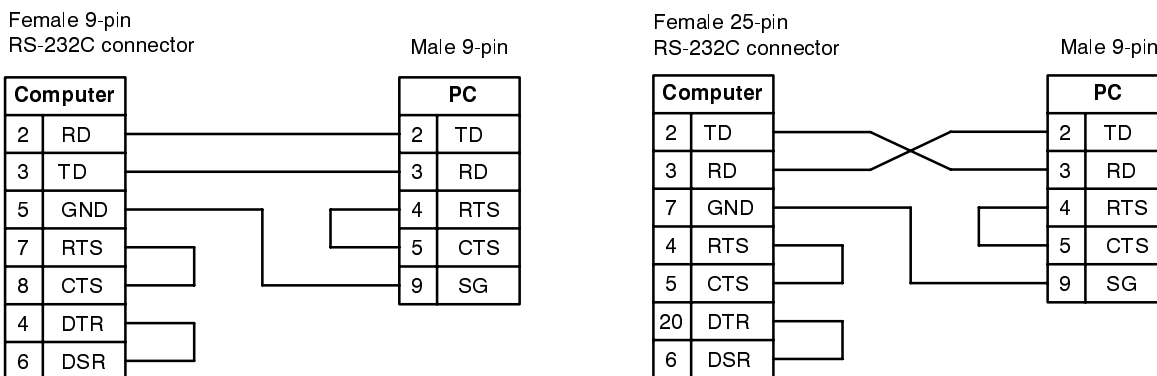 Female 9-pin
RS-232C connector
Male 9-pin
Computer
PC
2 RD
2 TD
3 TD
3 RD
5 GND
4 RTS
7 RTS
5 CTS
8 CTS
9 SG
4 DTR
6 DSR
Female 25-pin
RS-232C connector
Male 9-pin
Computer
PC
2 TD
2 TD
3 RD
3 RD
7 GND
4 RTS
4 RTS
5 CTS
5 CTS
9 SG
20 DTR
6 DSR